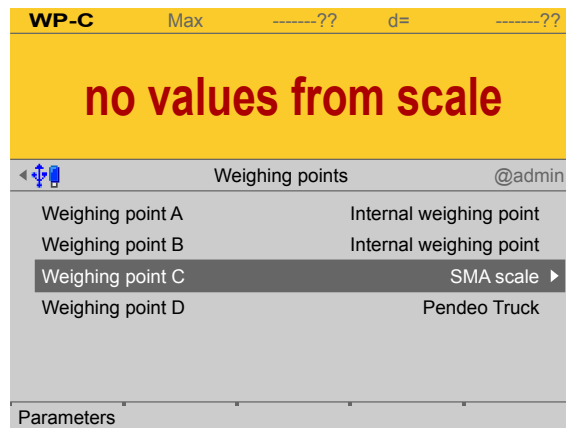 WP-C Max -------?? d= -------??
no values from scale
Weighing points @admin
Weighing point A Internal weighing point
Weighing point B Internal weighing point
Weighing point C SMA scale
Weighing point D Pendeo Truck
Parameters